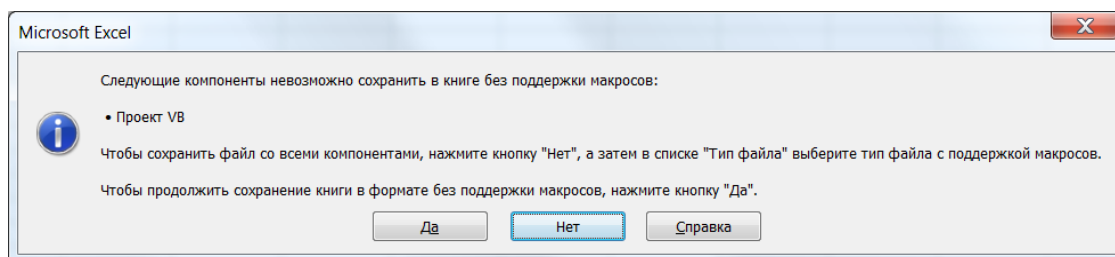 Microsoft Excel
Следующие компоненты невозможно сохранить в книге без поддержки макросов:
• Проект VB
Чтобы сохранить файл со всеми компонентами, нажмите кнопку "Нет", а затем в списке "Тип файла" выберите тип файла с поддержкой макросов.
Чтобы продолжить сохранение книги в формате без поддержки макросов, нажмите кнопку "Да".
Да Нет Справка